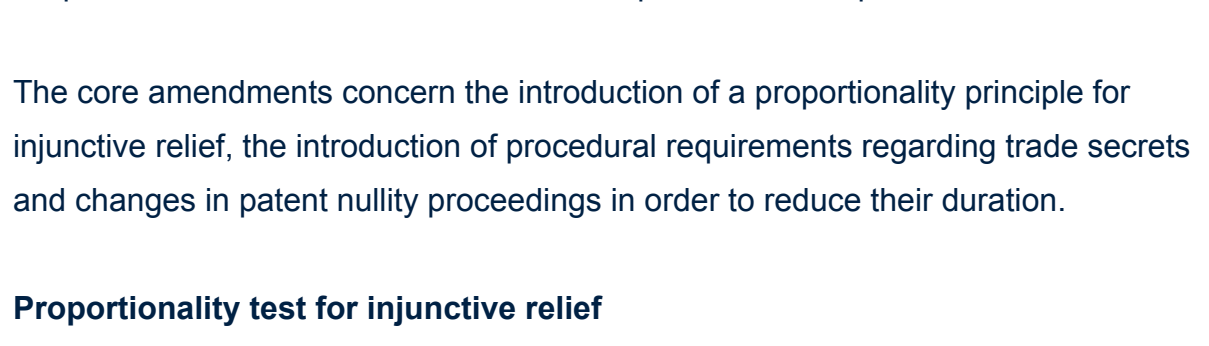 The core amendments concern the introduction of a proportionality principle for
injunctive relief, the introduction of procedural requirements regarding trade secrets
and changes in patent nullity proceedings in order to reduce their duration.
Proportionality test for injunctive relief